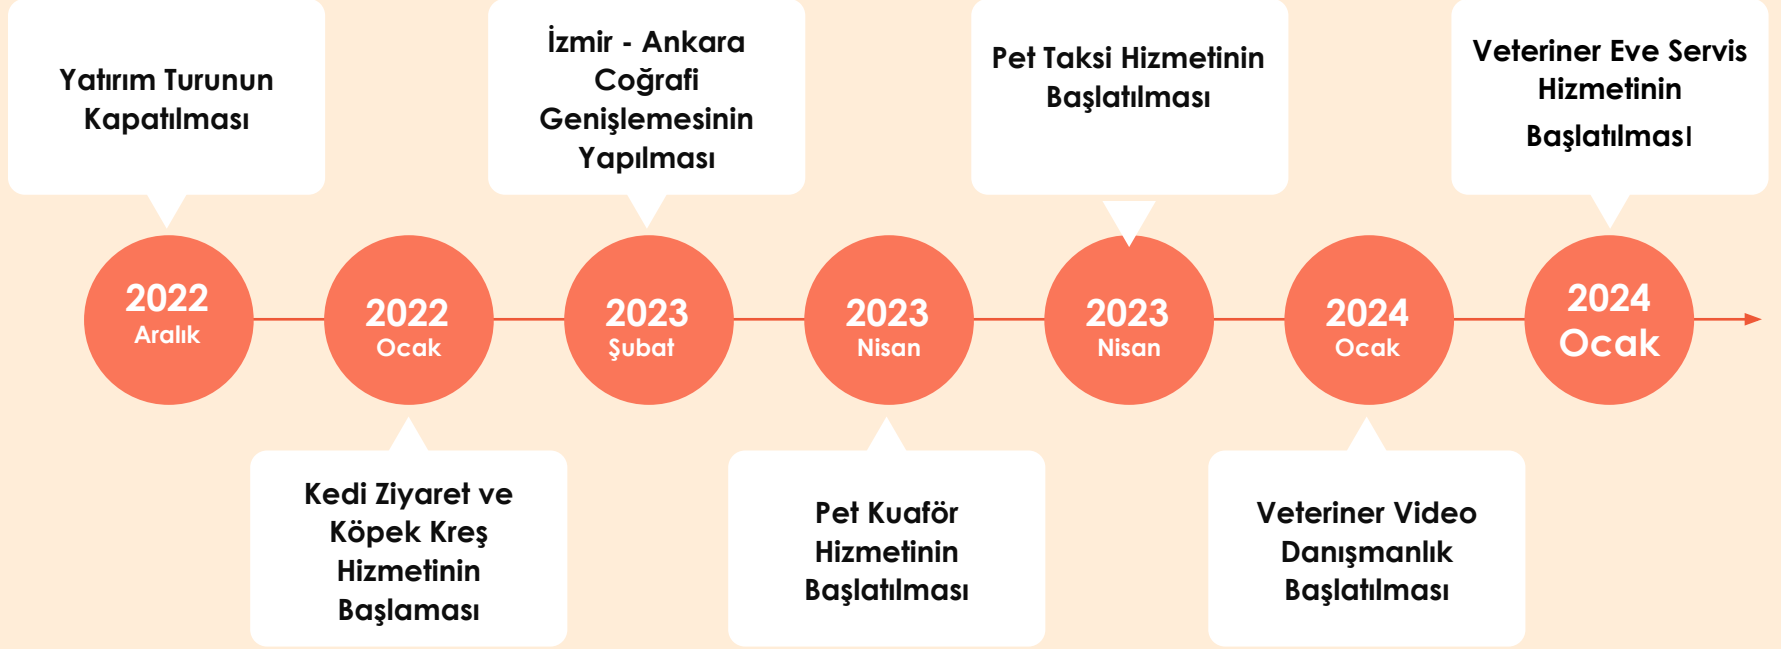 Yatırım Turunun
Kapatılması
İzmir - Ankara
Coğrafi
Genişlemesinin
Yapılması
Pet Taksi Hizmetinin
Başlatılması
Veteriner Eve Servis
Hizmetinin
Başlatılması
2022
Aralık
2022
Ocak
2023
Şubat
2023
Nisan
2023
Nisan
2024
Ocak
2024
Ocak
Kedi Ziyaret ve
Köpek Kreş
Hizmetinin
Başlaması
Pet Kuaför
Hizmetinin
Başlatılması
Veteriner Video
Danışmanlık
Başlatılması